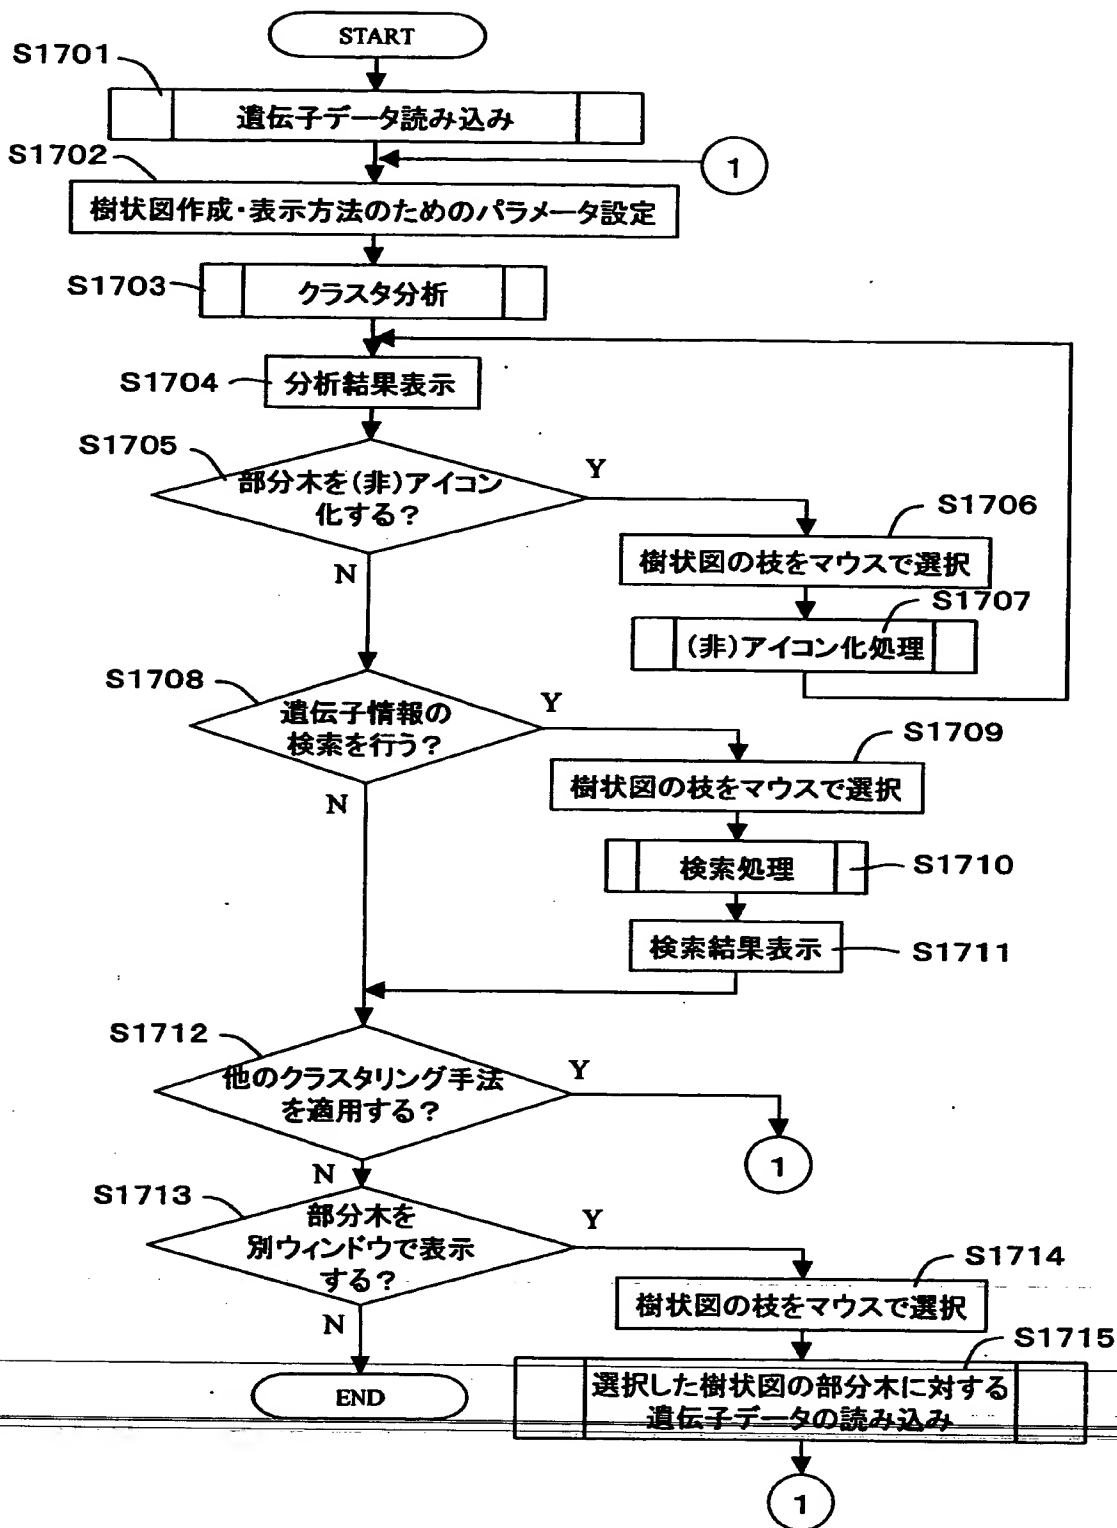 START
S1701
遺伝子データ読み込み
S1702
1
樹状図作成・表示方法のためのパラメータ設定
S1703
クラスタ分析
S1704
分析結果表示
S1705
部分木を(非)アイコン
化する?
Y
N
S1706
樹状図の枝をマウスで選択
S1707
(非)アイコン化処理
S1708
遺伝子情報の
検索を行う?
Y
N
S1709
樹状図の枝をマウスで選択
検索処理
S1710
検索結果表示
S1711
S1712
他のクラスタリング手法
を適用する?
Y
1
N
S1713
部分木を
別ウィンドウで表示
する?
Y
N
S1714
樹状図の枝をマウスで選択
S1715
選択した樹状図の部分木に対する
遺伝子データの読み込み
END
1